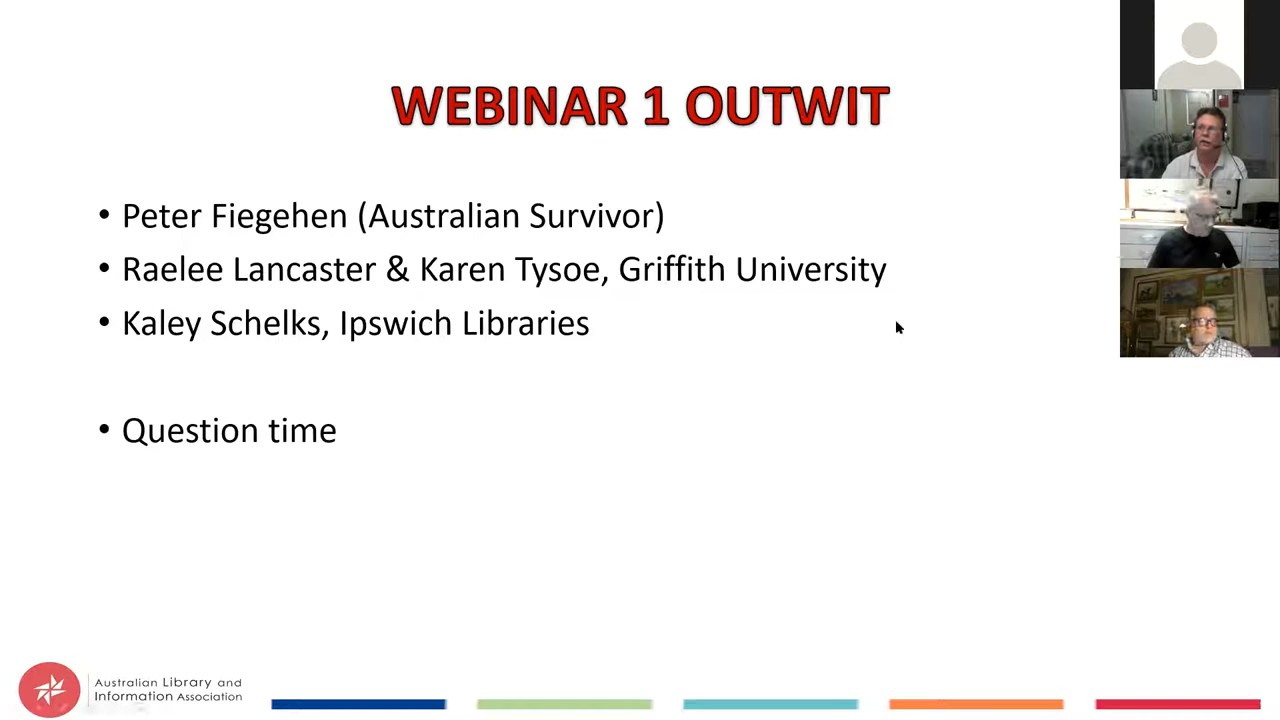 WEBINAR 1 OUTWIT
• Peter Fiegehen (Australian Survivor)
• Raelee Lancaster & Karen Tysoe, Griffith University
• Kaley Schelks, Ipswich Libraries
• Question time
Australian Library and
Information Association